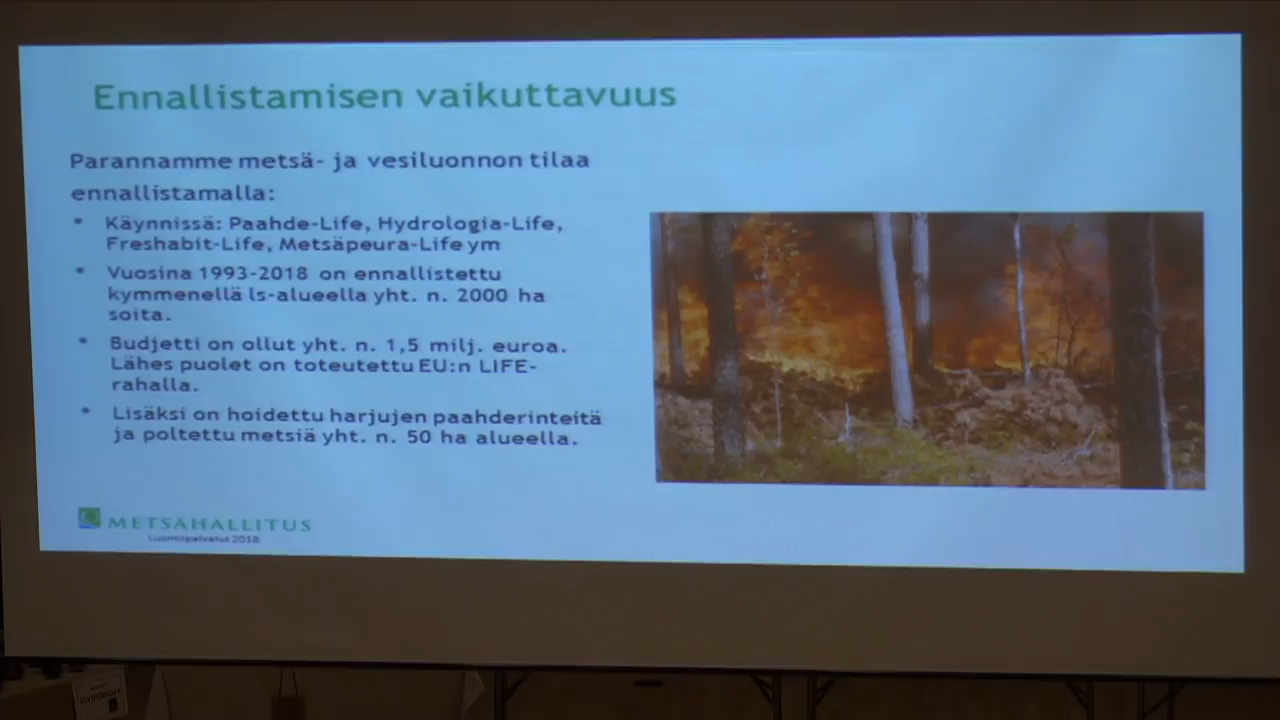 Ennallistamisen vaikuttavuus
Parannamme metsä- ja vesiluonnon tilaa
ennallistamalla:
• Käynnissä: Paahde-Life, Hydrologia-Life,
Freshabit-Life, Metsäpeura-Life ym
• Vuosina 1993-2018 on ennallistettu
kymmenellä ls-alueella yht. n. 2000 ha
soita.
• Budjetti on ollut yht. n. 1,5 milj. euroa.
Lähes puolet on toteutettu EU:n LIFE-
rahalla.
• Lisäksi on hoidettu harjujen paahderinteitä
ja poltettu metsiä yht. n. 50 ha alueella.
METSÄHALLITUS
Luontopalvelut 2018